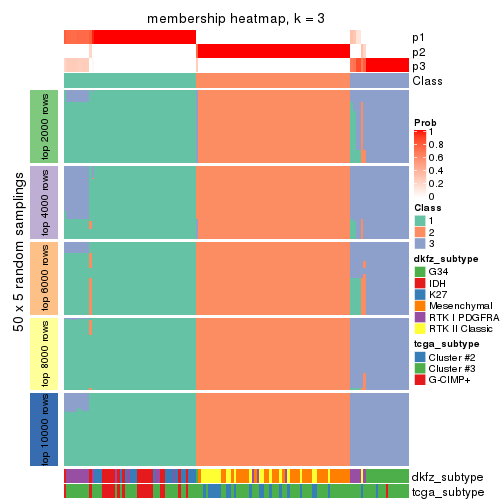 membership heatmap, k = 3
p1
p2
p3
Class
50 x 5 random samplings
top 2000 rows
top 4000 rows
top 6000 rows
top 8000 rows
top 10000 rows
dkfz_subtype
tcga_subtype
Prob
1
0.8
0.6
0.4
0.2
0
Class
1
2
3
dkfz_subtype
G34
IDH
K27
Mesenchymal
RTK I PDGFRA
RTK II Classic
tcga_subtype
Cluster #2
Cluster #3
G-CIMP+